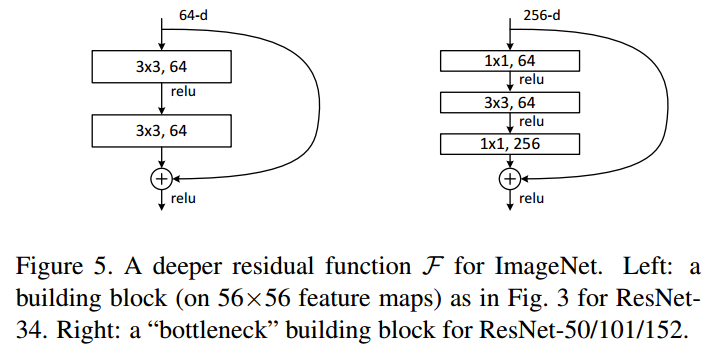 64-d
3x3, 64
relu
3x3, 64
+
relu
256-d
1x1, 64
relu
3x3, 64
relu
1x1, 256
+
relu
Figure 5. A deeper residual function F for ImageNet. Left: a
building block (on 56×56 feature maps) as in Fig. 3 for ResNet-
34. Right: a “bottleneck” building block for ResNet-50/101/152.